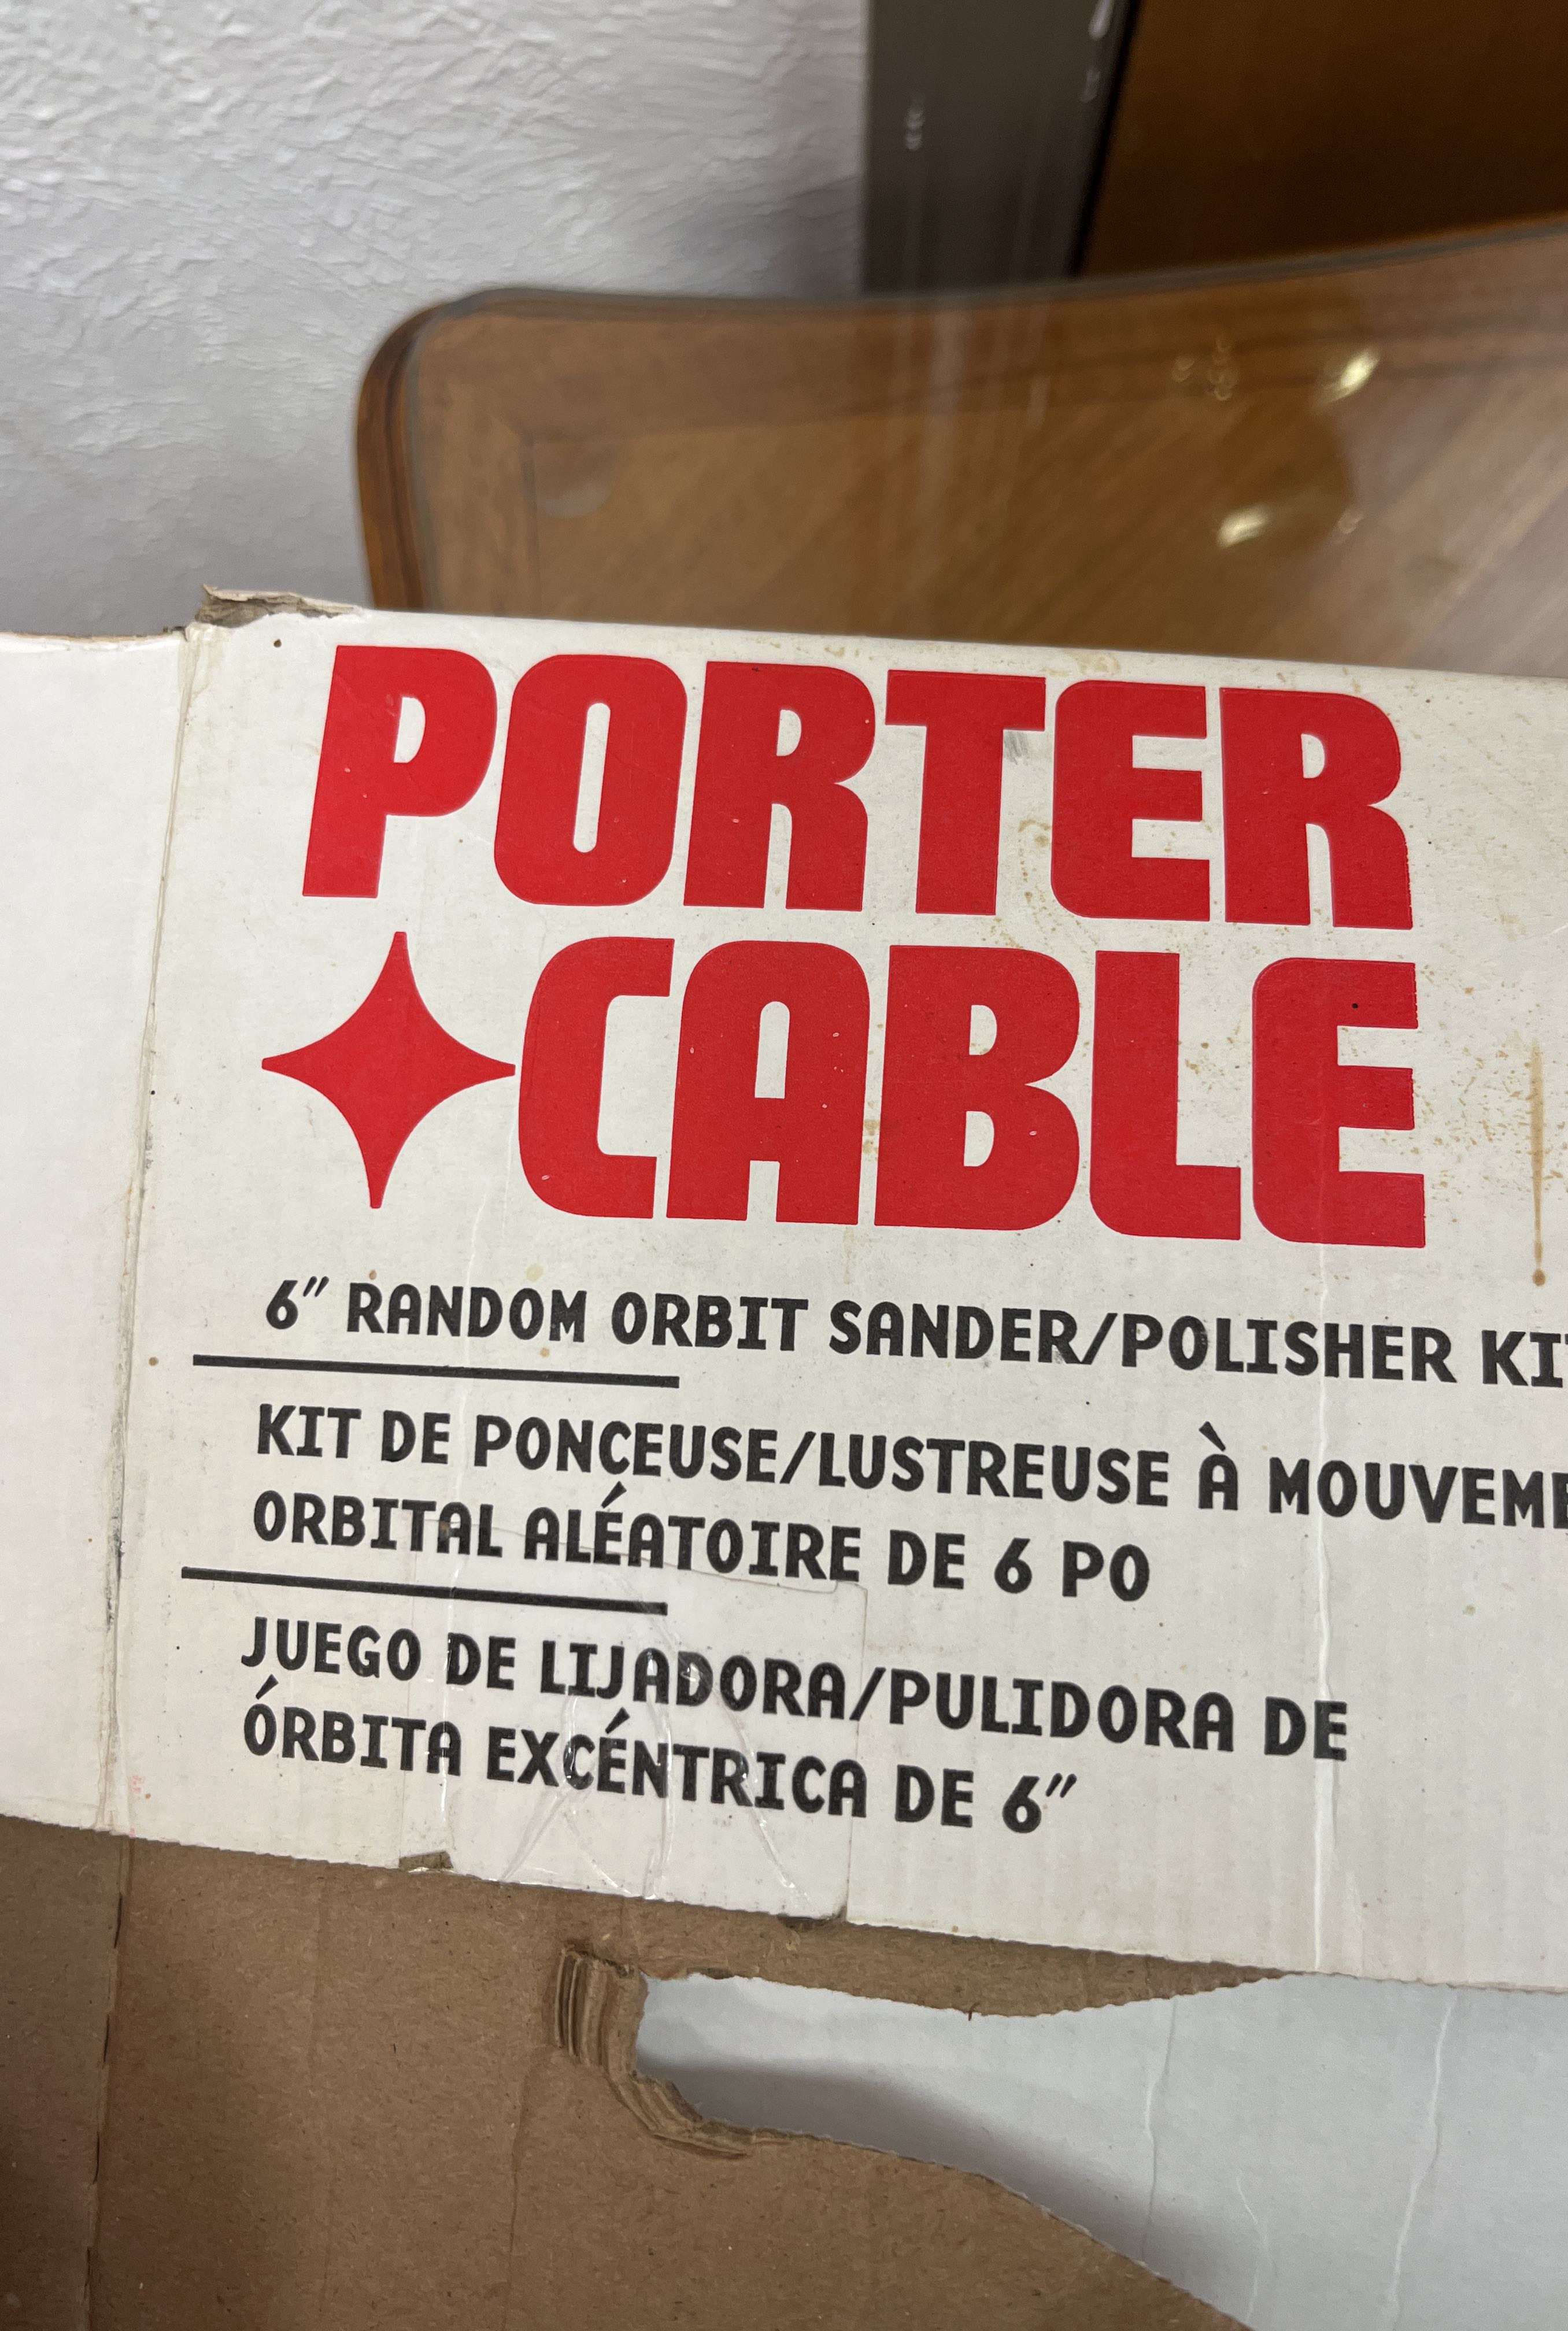 PORTER
CABLE
6" RANDOM ORBIT SANDER/POLISHER
KIT DE PONCEUSE/LUSTREUSE À
ORBITAL ALÉATOIRE DE 6 PO
JUEGO DE LIJADORA/PULIDORA DE
ÓRBITA EXCÉNTRICA DE 6"